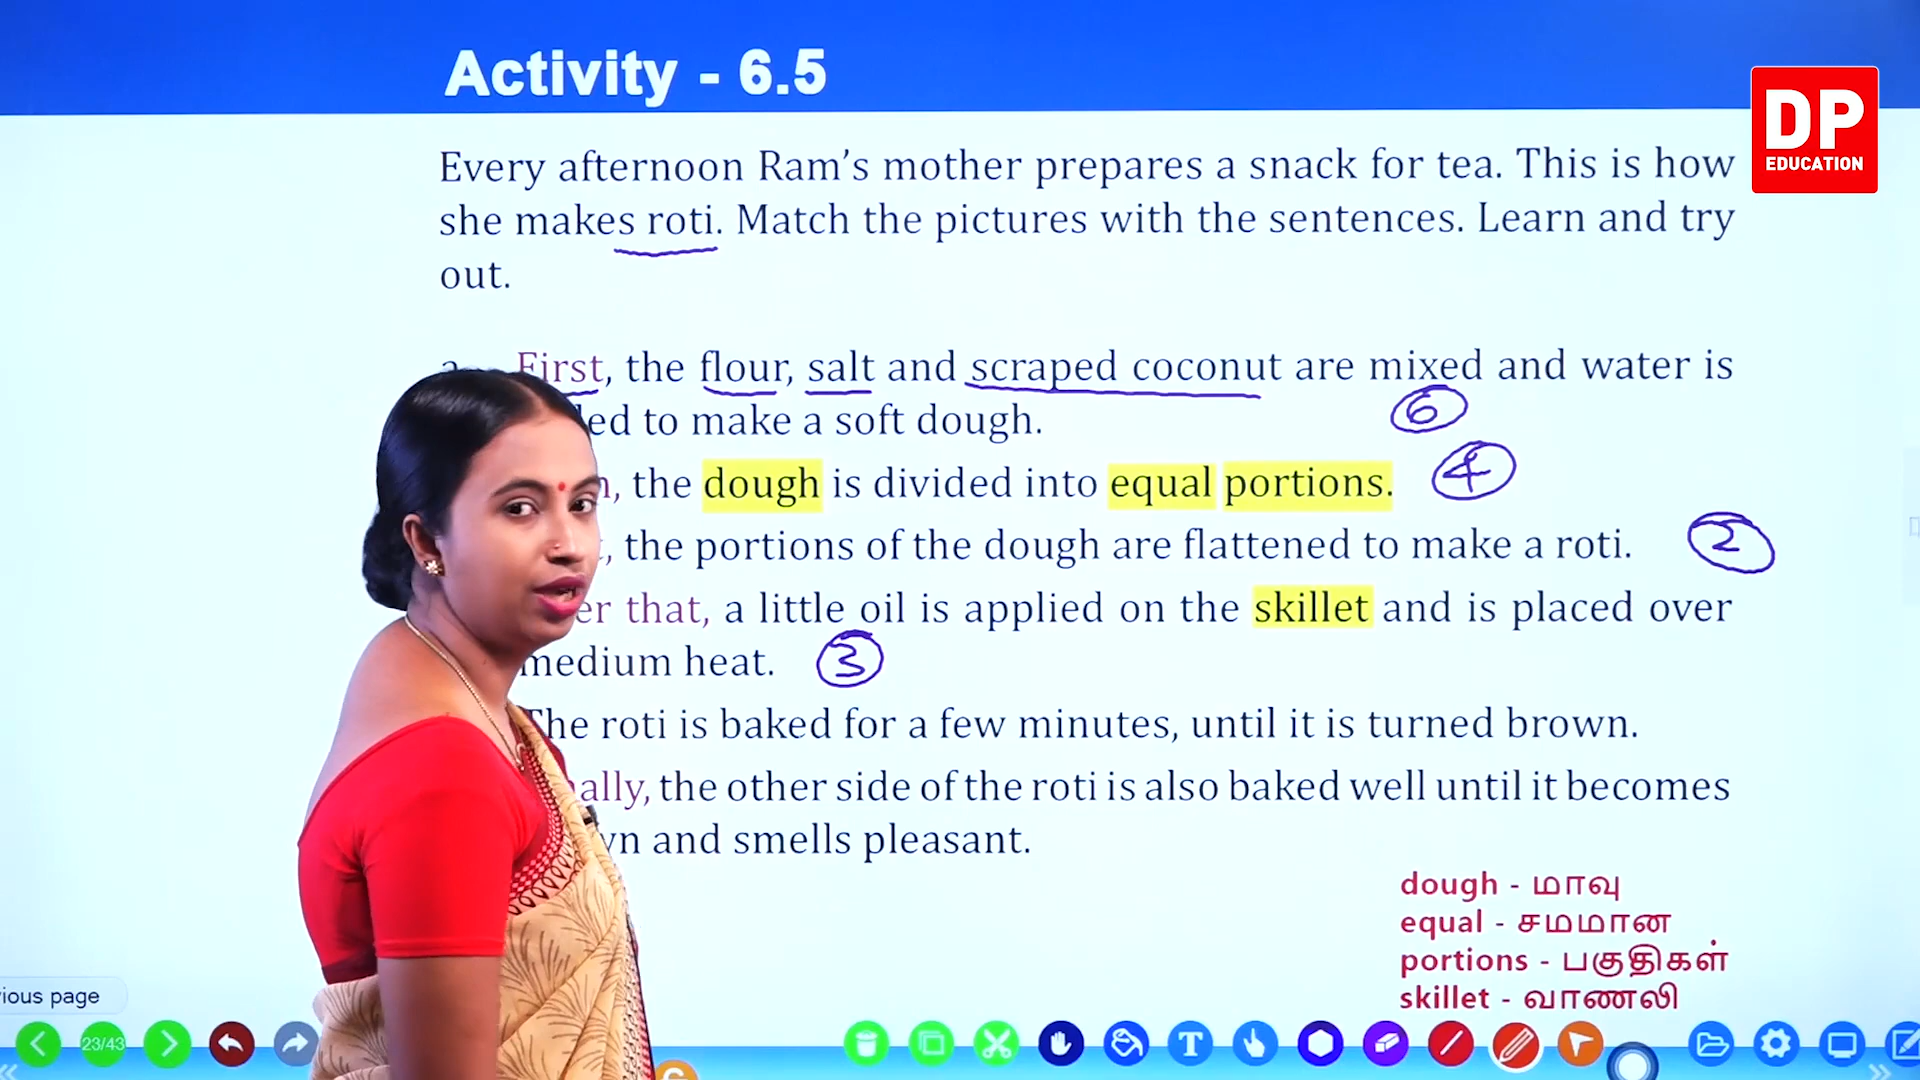 Activity - 6.5
DP
EDUCATION
Every afternoon Ram's mother prepares a snack for tea. This is how
she makes roti. Match the pictures with the sentences. Learn and try
out.
First, the flour, salt and scraped coconut are mixed and water is
to make a soft dough. 6
the dough is divided into equal portions. 4
the portions of the dough are flattened to make a roti. 2
that, a little oil is applied on the skillet and is placed over
medium heat. 3
The roti is baked for a few minutes, until it is turned brown.
the other side of the roti is also baked well until it becomes
and smells pleasant.
dough - மாவு
equal - சமமான
portions - பகுதிகள்
skillet - வாணலி
page
23/43
T